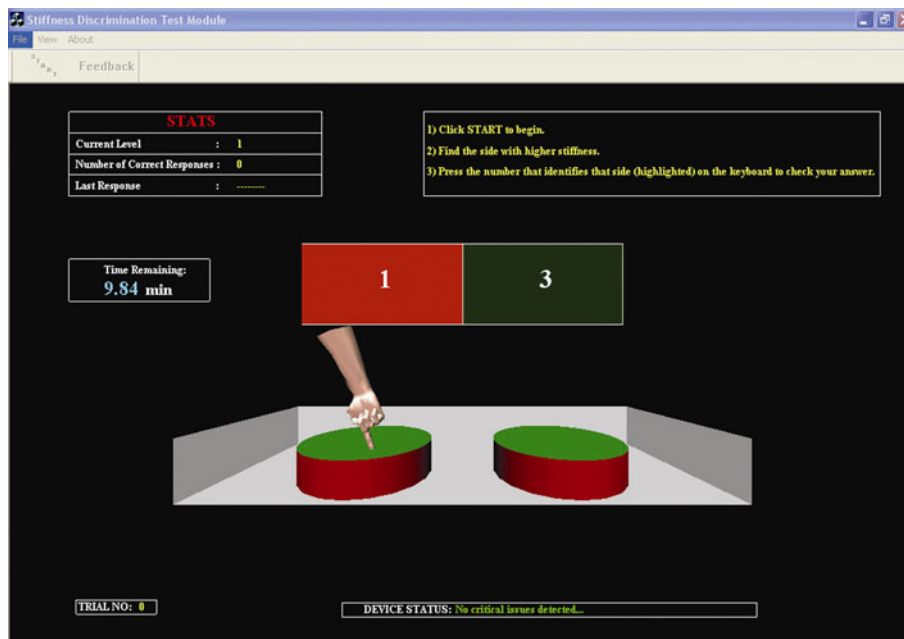 Stiffness Discrimination Test Module
File View About
START Feedback
STATS
Current Level : 1
Number of Correct Responses : 0
Last Response : --------
1) Click START to begin.
2) Find the side with higher stiffness.
3) Press the number that identifies that side (highlighted) on the keyboard to check your answer.
Time Remaining:
9.84 min
1 3
TRIAL NO: 0
DEVICE STATUS: No critical issues detected...